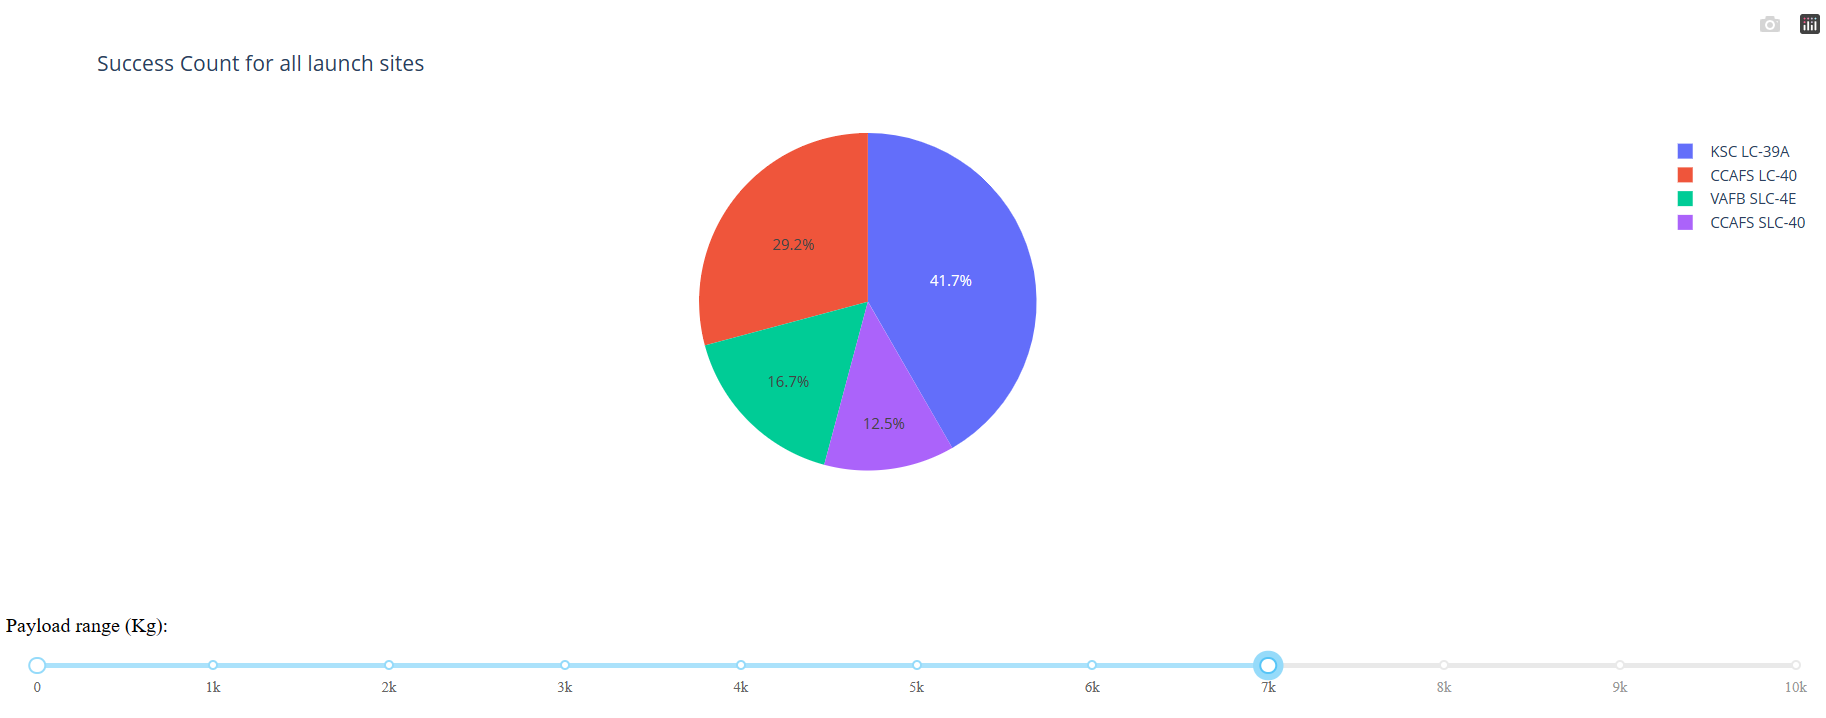 Success Count for all launch sites
KSC LC-39A
CCAFS LC-40
VAFB SLC-4E
CCAFS SLC-40
29.2%
41.7%
16.7%
12.5%
Payload range (Kg):
0 1k 2k 3k 4k 5k 6k 7k 8k 9k 10k